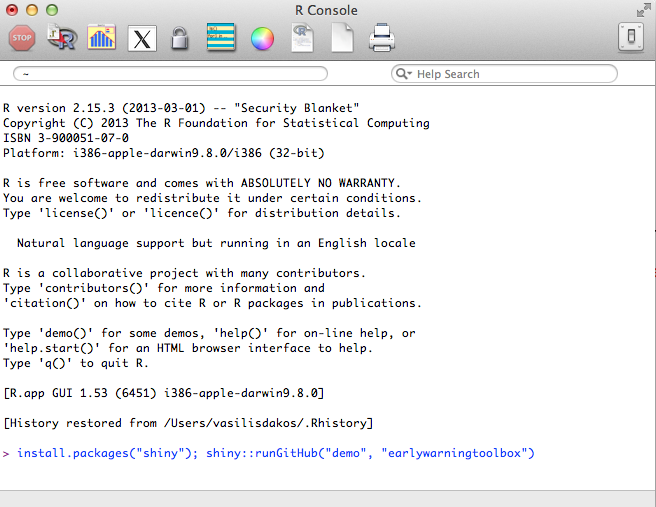 R Console
STOP
R
X
R
~
Help Search
R version 2.15.3 (2013-03-01) -- "Security Blanket"
Copyright (C) 2013 The R Foundation for Statistical Computing
ISBN 3-900051-07-0
Platform: i386-apple-darwin9.8.0/i386 (32-bit)
R is free software and comes with ABSOLUTELY NO WARRANTY.
You are welcome to redistribute it under certain conditions.
Type 'license()' or 'licence()' for distribution details.
Natural language support but running in an English locale
R is a collaborative project with many contributors.
Type 'contributors()' for more information and
'citation()' on how to cite R or R packages in publications.
Type 'demo()' for some demos, 'help()' for on-line help, or
'help.start()' for an HTML browser interface to help.
Type 'q()' to quit R.
[R.app GUI 1.53 (6451) i386-apple-darwin9.8.0]
[History restored from /Users/vasilisdakos/.Rhistory]
> install.packages("shiny"); shiny::runGitHub("demo", "earlywarningtoolbox")